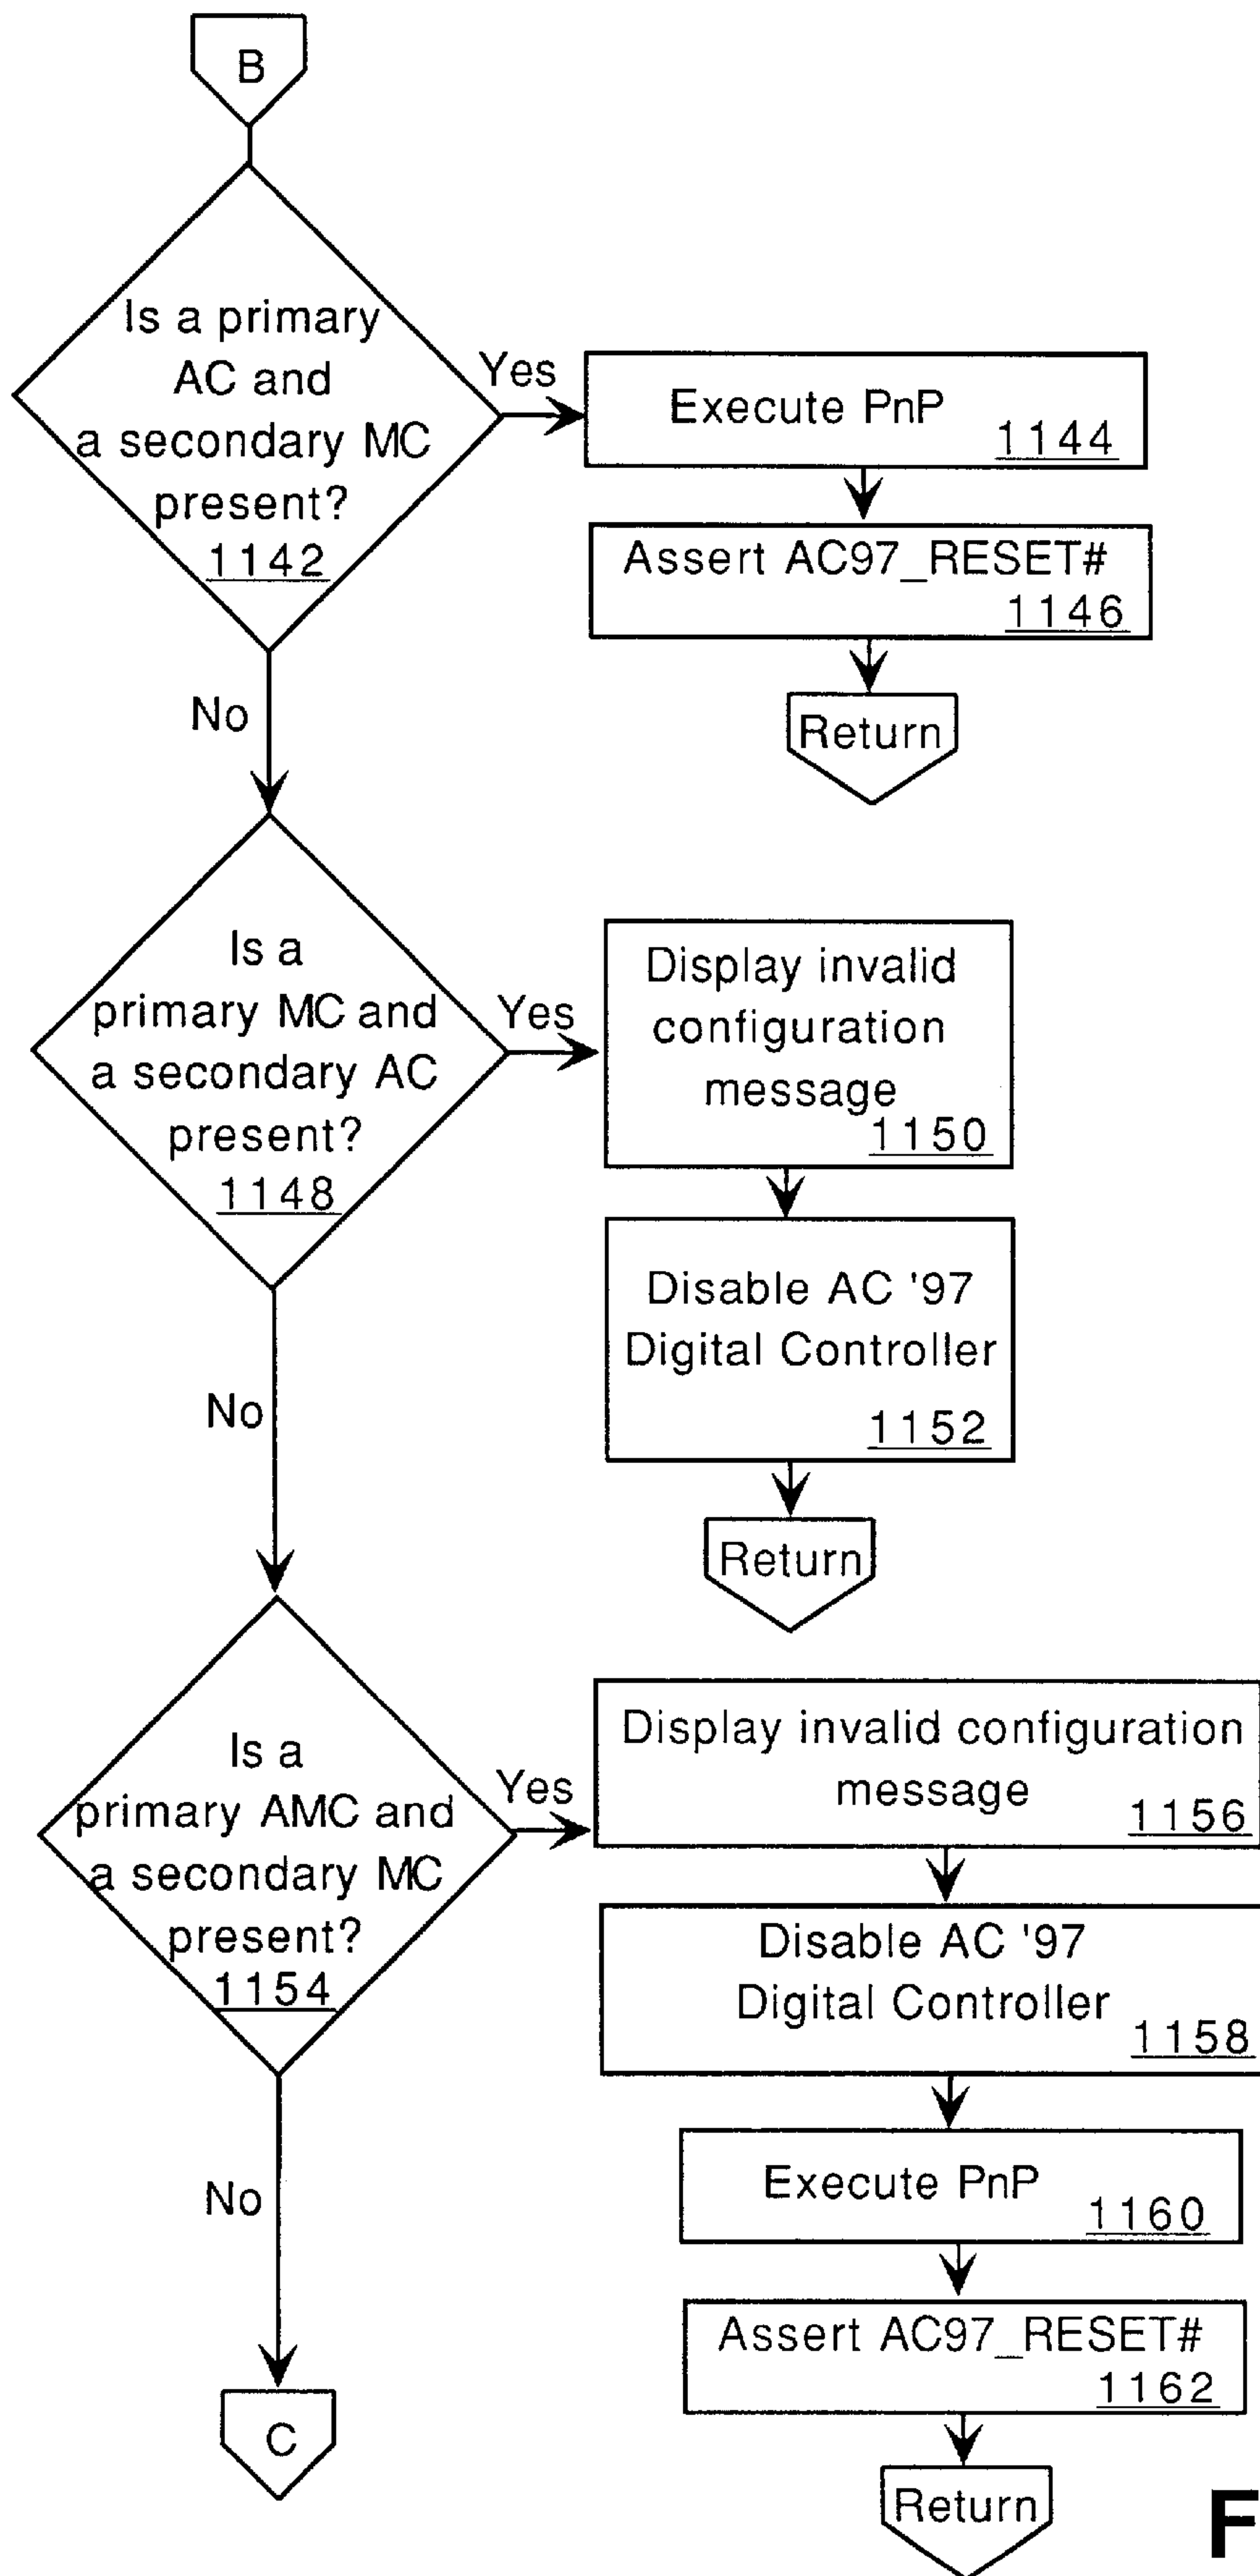 B
Is a primary
AC and
a secondary MC
present?
1142
Yes
Execute PnP
1144
Assert AC97_RESET#
1146
Return
No
Is a
primary MC and
a secondary AC
present?
1148
Yes
Display invalid
configuration
message
1150
Disable AC '97
Digital Controller
1152
Return
No
Is a
primary AMC and
a secondary MC
present?
1154
Yes
Display invalid configuration
message
1156
Disable AC '97
Digital Controller
1158
Execute PnP
1160
Assert AC97_RESET#
1162
Return
No
C
F